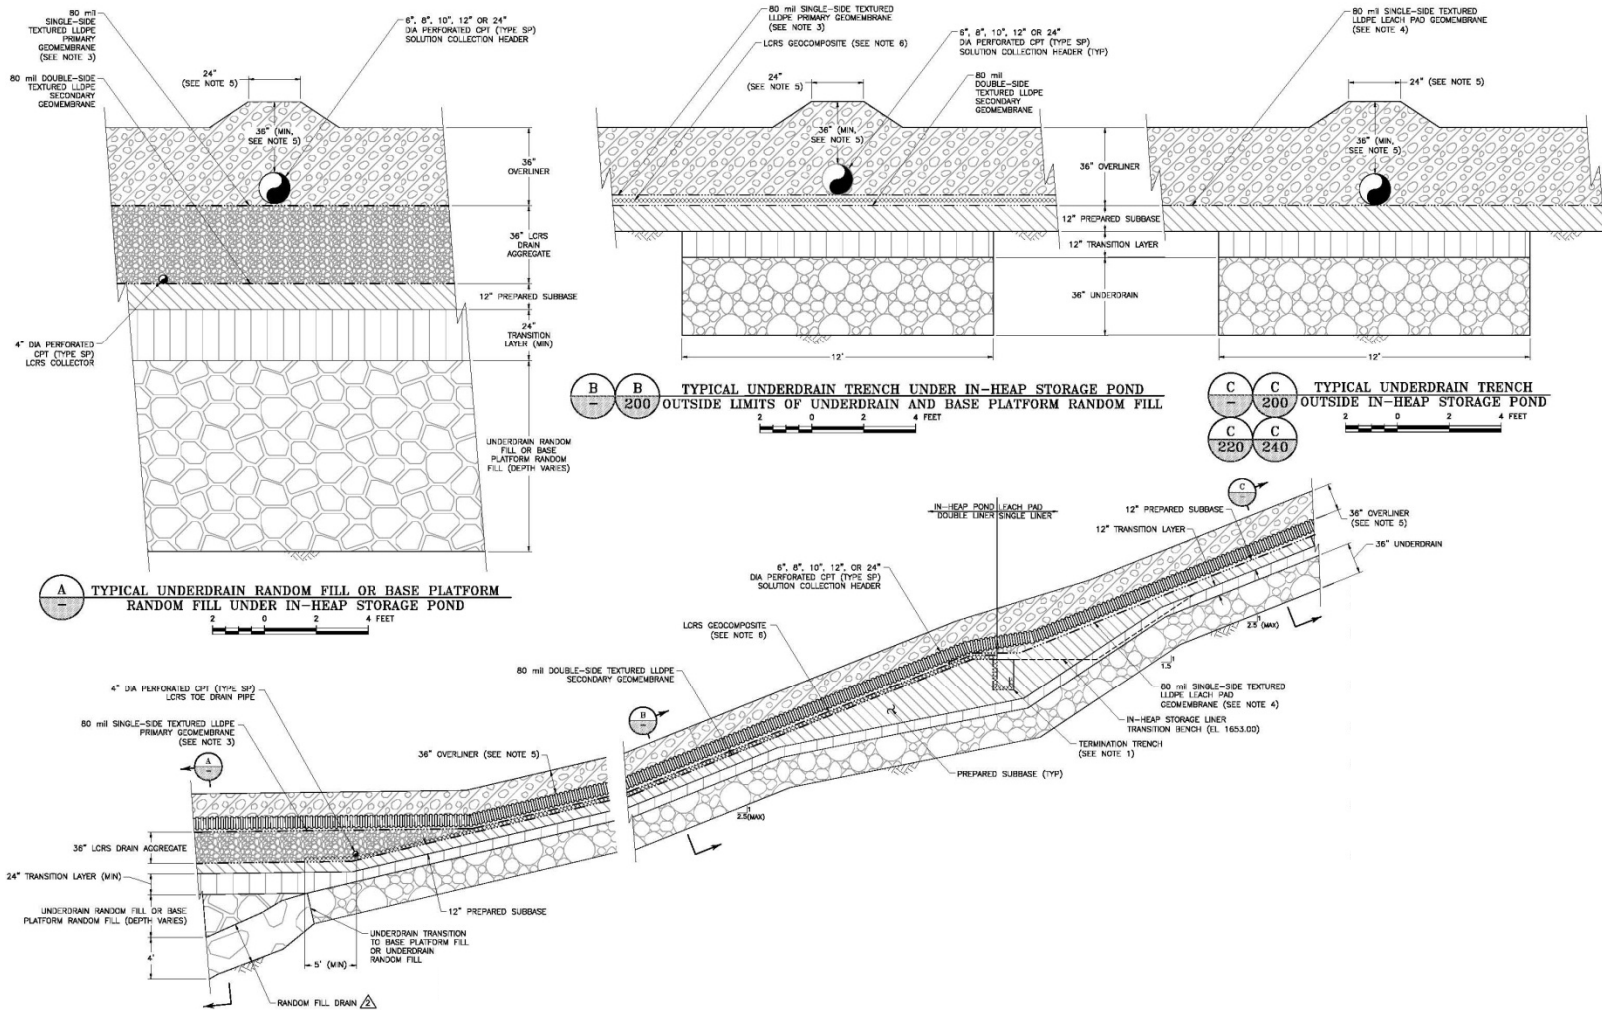 80 mil
SINGLE-SIDE
TEXTURED LLDPE
PRIMARY
GEOMEMBRANE
(SEE NOTE 3)
80 mil DOUBLE-SIDE
TEXTURED LLDPE
SECONDARY
GEOMEMBRANE
6", 8", 10", 12" OR 24"
DIA PERFORATED CPT (TYPE SP)
SOLUTION COLLECTION HEADER
24"
(SEE NOTE 5)
36" (MIN,
SEE NOTE 5)
36"
OVERLINER
36" LCRS
DRAIN
AGGREGATE
12" PREPARED SUBBASE
24"
TRANSITION
LAYER (MIN)
4" DIA PERFORATED
CPT (TYPE SP)
LCRS COLLECTOR
UNDERDRAIN RANDOM
FILL OR BASE
PLATFORM RANDOM
FILL (DEPTH VARIES)
A
-
TYPICAL UNDERDRAIN RANDOM FILL OR BASE PLATFORM
RANDOM FILL UNDER IN-HEAP STORAGE POND
2 0 2 4 FEET
80 mil SINGLE-SIDE TEXTURED
LLDPE PRIMARY GEOMEMBRANE
(SEE NOTE 3)
LCRS GEOCOMPOSITE (SEE NOTE 6)
6", 8", 10", 12" OR 24"
DIA PERFORATED CPT (TYPE SP)
SOLUTION COLLECTION HEADER (TYP)
24"
(SEE NOTE 5)
80 mil
DOUBLE-SIDE
TEXTURED LLDPE
SECONDARY
GEOMEMBRANE
36" (MIN,
SEE NOTE 5)
36" OVERLINER
12" PREPARED SUBBASE
12" TRANSITION LAYER
36" UNDERDRAIN
12'
B
-
B
200
TYPICAL UNDERDRAIN TRENCH UNDER IN-HEAP STORAGE POND
OUTSIDE LIMITS OF UNDERDRAIN AND BASE PLATFORM RANDOM FILL
2 0 2 4 FEET
80 mil SINGLE-SIDE TEXTURED
LLDPE LEACH PAD GEOMEMBRANE
(SEE NOTE 4)
24" (SEE NOTE 5)
36" (MIN,
SEE NOTE 5)
12'
C
-
C
200
C
220
C
240
TYPICAL UNDERDRAIN TRENCH
OUTSIDE IN-HEAP STORAGE POND
2 0 2 4 FEET
IN-HEAP POND
DOUBLE LINER
LEACH PAD
SINGLE LINER
C
-
12" PREPARED SUBBASE
12" TRANSITION LAYER
36" OVERLINER
(SEE NOTE 5)
36" UNDERDRAIN
6", 8", 10", 12", OR 24"
DIA PERFORATED CPT (TYPE SP)
SOLUTION COLLECTION HEADER
LCRS GEOCOMPOSITE
(SEE NOTE 6)
80 mil DOUBLE-SIDE TEXTURED LLDPE
SECONDARY GEOMEMBRANE
1
2.5 (MAX)
1
1.5
80 mil SINGLE-SIDE TEXTURED
LLDPE LEACH PAD
GEOMEMBRANE (SEE NOTE 4)
IN-HEAP STORAGE LINER
TRANSITION BENCH (EL 1653.00)
TERMINATION TRENCH
(SEE NOTE 1)
PREPARED SUBBASE (TYP)
B
-
1
2.5(MAX)
4" DIA PERFORATED CPT (TYPE SP)
LCRS TOE DRAIN PIPE
80 mil SINGLE-SIDE TEXTURED LLDPE
PRIMARY GEOMEMBRANE
(SEE NOTE 3)
A
-
36" OVERLINER (SEE NOTE 5)
36" LCRS DRAIN AGGREGATE
24" TRANSITION LAYER (MIN)
UNDERDRAIN RANDOM FILL OR BASE
PLATFORM RANDOM FILL (DEPTH VARIES)
4'
12" PREPARED SUBBASE
UNDERDRAIN TRANSITION
TO BASE PLATFORM FILL
OR UNDERDRAIN
RANDOM FILL
5' (MIN)
RANDOM FILL DRAIN 2